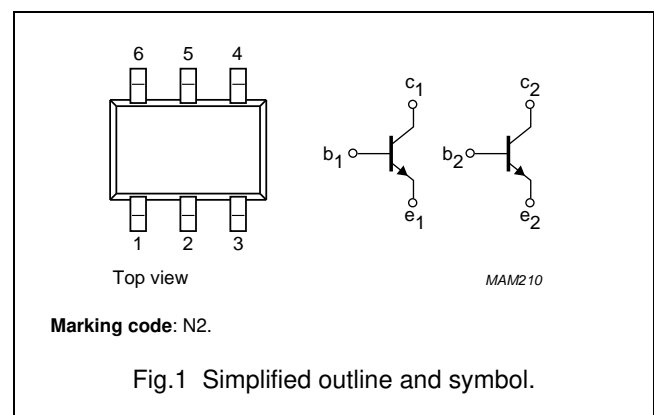 6 5 4
1 2 3
Top view
c1 c2
b1 b2
e1 e2
MAM210
Marking code: N2.
Fig.1 Simplified outline and symbol.